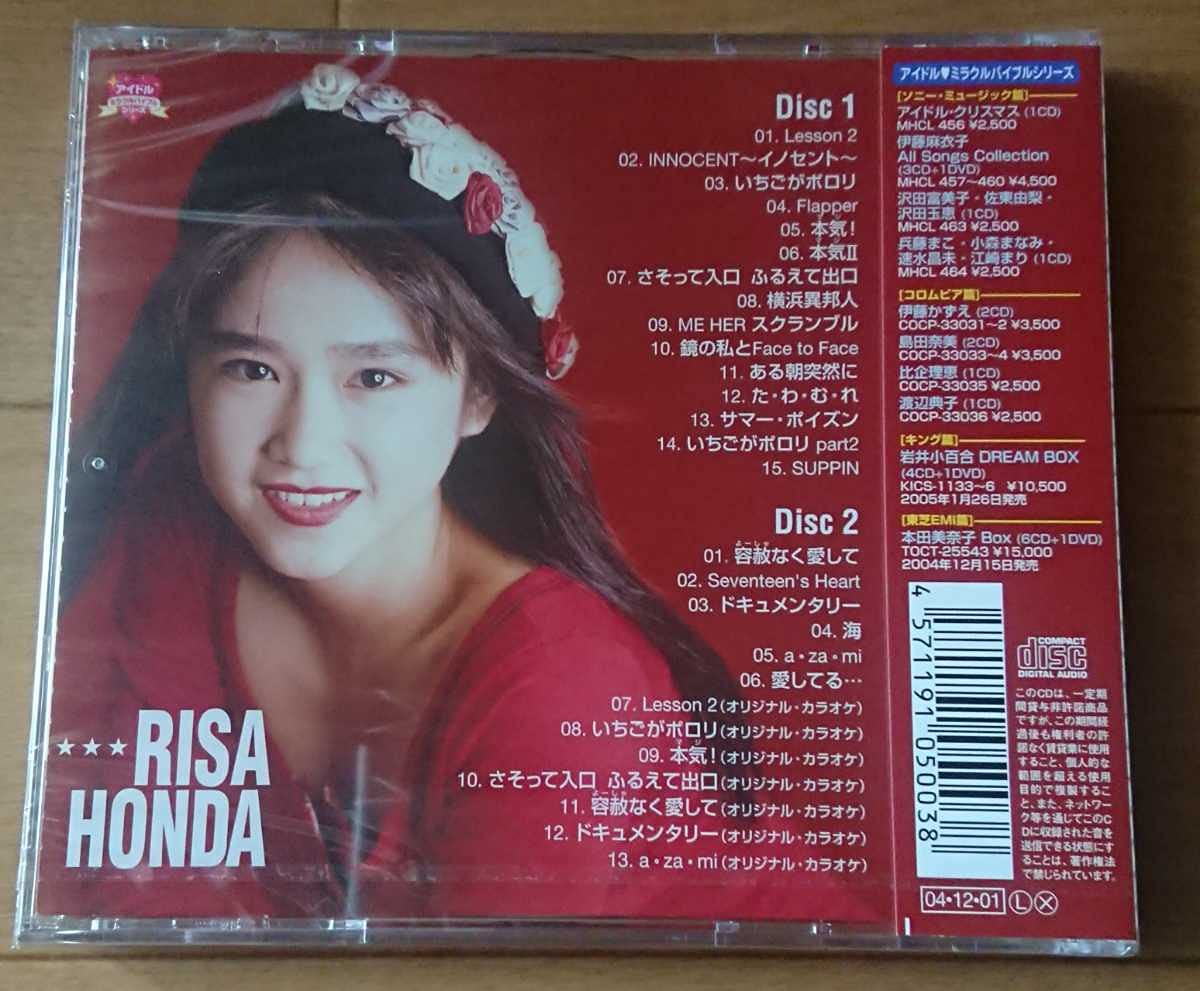 アイドル
ミラクルバイブル
シリーズ
Disc 1
01. Lesson 2
02. INNOCENT～イノセント～
03. いちごがポロリ
04. Flapper
05. 本気!
06. 本気II
07. さそって入口 ふるえて出口
08. 横浜異邦人
09. ME HER スクランブル
10. 鏡の私とFace to Face
11. ある朝突然に
12. た・わ・む・れ
13. サマー・ポイズン
14. いちごがポロリ part2
15. SUPPIN
Disc 2
よーしゃ
01. 容赦なく愛して
02. Seventeen's Heart
03. ドキュメンタリー
04. 海
05. a・za・mi
06. 愛してる…
07. Lesson 2(オリジナル・カラオケ)
08. いちごがポロリ(オリジナル・カラオケ)
09. 本気!(オリジナル・カラオケ)
10. さそって入口 ふるえて出口(オリジナル・カラオケ)
よーしゃ
11. 容赦なく愛して(オリジナル・カラオケ)
12. ドキュメンタリー(オリジナル・カラオケ)
13. a・za・mi(オリジナル・カラオケ)
★★★RISA
HONDA
アイドル♥ミラクルバイブルシリーズ
[ソニー・ミュージック篇]
アイドル・クリスマス (1CD)
MHCL 456 ¥2,500
伊藤麻衣子
All Songs Collection
(3CD+1DVD)
MHCL 457～460 ¥4,500
沢田富美子・佐東由梨・
沢田玉恵 (1CD)
MHCL 463 ¥2,500
兵藤まこ・小森まなみ・
速水昌未・江崎まり (1CD)
MHCL 464 ¥2,500
[コロムビア篇]
伊藤かずえ (2CD)
COCP-33031～2 ¥3,500
島田奈美 (2CD)
COCP-33033～4 ¥3,500
比企理恵 (1CD)
COCP-33035 ¥2,500
渡辺典子 (1CD)
COCP-33036 ¥2,500
[キング篇]
岩井小百合 DREAM BOX
(4CD+1DVD)
KICS-1133～6 ¥10,500
2005年1月26日発売
[東芝EMI篇]
本田美奈子 Box (6CD+1DVD)
TOCT-25543 ¥15,000
2004年12月15日発売
4 571191 050038
COMPACT
disc
DIGITAL AUDIO
このCDは、一定期
間貸与非許諾商品
ですが、この期間経
過後も権利者の許
諾なく賃貸業に使用
すること、個人的な
範囲を超える使用
目的で複製するこ
と、また、ネットワー
ク等を通じてこのC
Dに収録された音を
送信できる状態にす
ることは、著作権法
で禁じられています。
04・12・01 Ⓛ Ⓧ